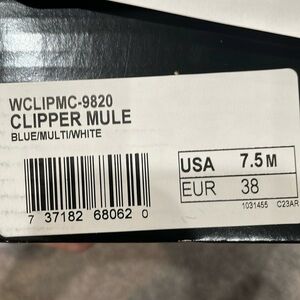 WCLIPMC-9820
CLIPPER MULE
BLUE/MULTI/WHITE
USA 7.5 M
EUR 38
7 37182 68062 0
1031455 C23AR